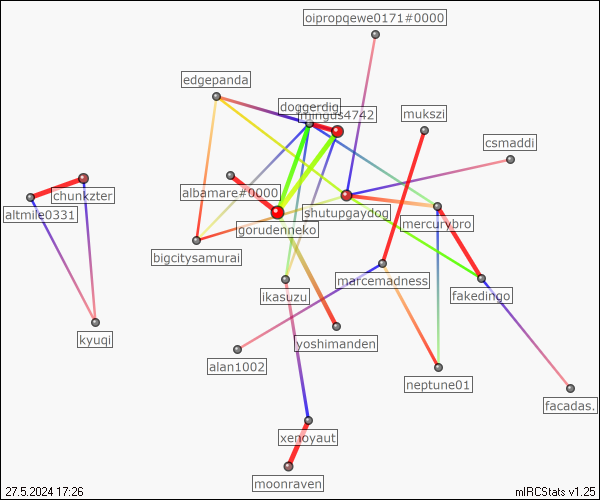 oipropqewe0171#0000
edgepanda
doggerdig
mingus4742
mukszi
csmaddi
albamare#0000
chunkzter
altmile0331
shutupgaydog
gorudenneko
mercurybro
bigcitysamurai
marcemadness
ikasuzu
fakedingo
kyuqi
yoshimanden
alan1002
neptune01
facadas.
xenoyaut
moonraven
27.5.2024 17:26
mIRCStats v1.25